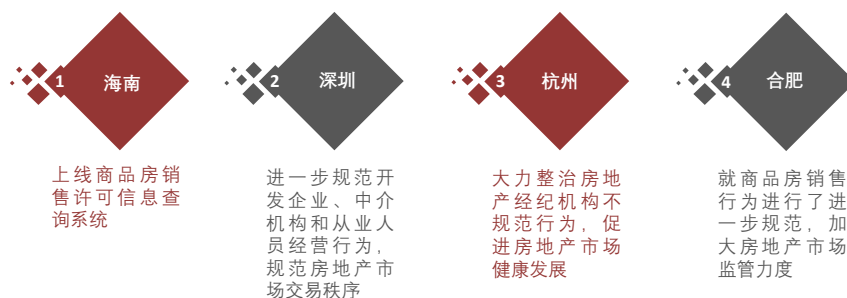 1 海南
上线商品房销
售许可信息查
询系统
2 深圳
进一步规范开
发企业、中介
机构和从业人
员经营行为，
规范房地产市
场交易秩序
3 杭州
大力整治房地
产经纪机构不
规范行为，促
进房地产市场
健康发展
4 合肥
就商品房销售
行为进行了进
一步规范，加
大房地产市场
监管力度